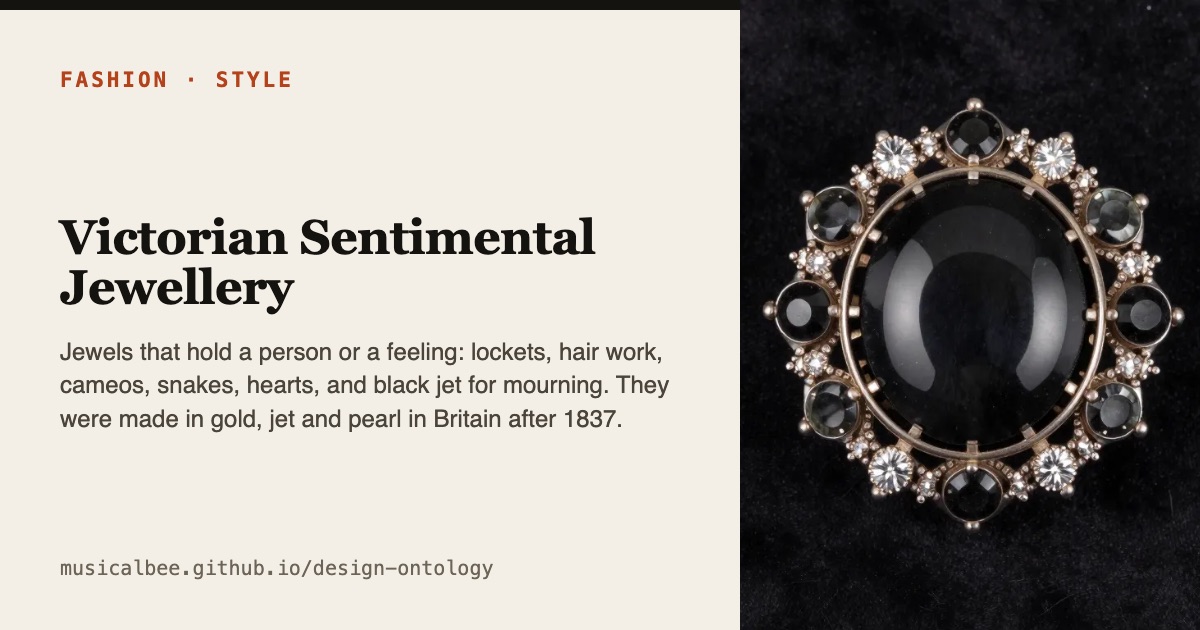 FASHION · STYLE
Victorian Sentimental
Jewellery
Jewels that hold a person or a feeling: lockets, hair work,
cameos, snakes, hearts, and black jet for mourning. They
were made in gold, jet and pearl in Britain after 1837.
musicalbee.github.io/design-ontology